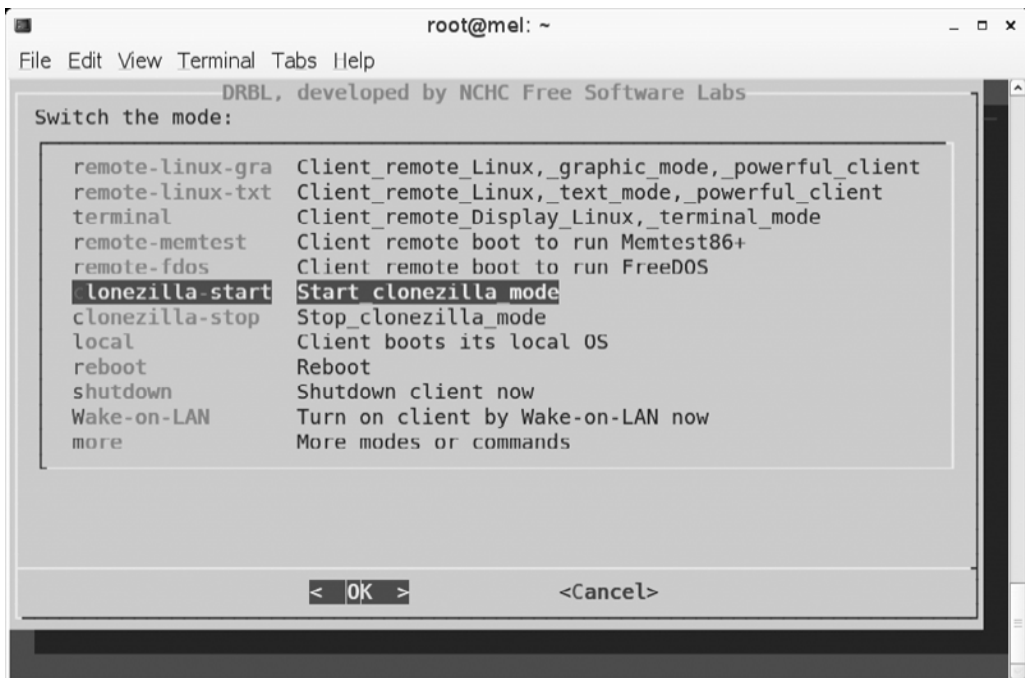 root@mel: ~
File Edit View Terminal Tabs Help
DRBL, developed by NCHC Free Software Labs
Switch the mode:
remote-linux-gra Client_remote_Linux,_graphic_mode,_powerful_client
remote-linux-txt Client_remote_Linux,_text_mode,_powerful_client
terminal Client_remote_Display_Linux,_terminal_mode
remote-memtest Client remote boot to run Memtest86+
remote-fdos Client remote boot to run FreeDOS
clonezilla-start Start_clonezilla_mode
clonezilla-stop Stop_clonezilla_mode
local Client boots its local OS
reboot Reboot
shutdown Shutdown client now
Wake-on-LAN Turn on client by Wake-on-LAN now
more More modes or commands
< OK > <Cancel>